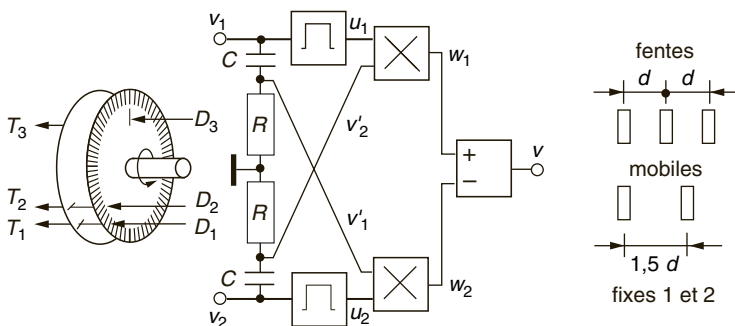 v1
u1
C
w1
R
v'2
+
−
v
R
v'1
C
w2
v2
u2
T3
D3
T2
D2
T1
D1
fentes
d d
mobiles
1,5 d
fixes 1 et 2